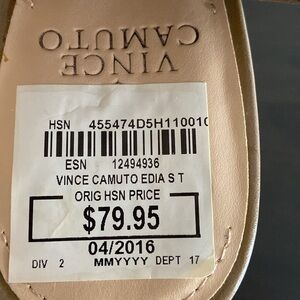 VINCE
CAMUTO
HSN 455474D5H110010
ESN 12494936
VINCE CAMUTO EDIA S T
ORIG HSN PRICE
$79.95
04/2016
DIV 2 MMYYYY DEPT 17